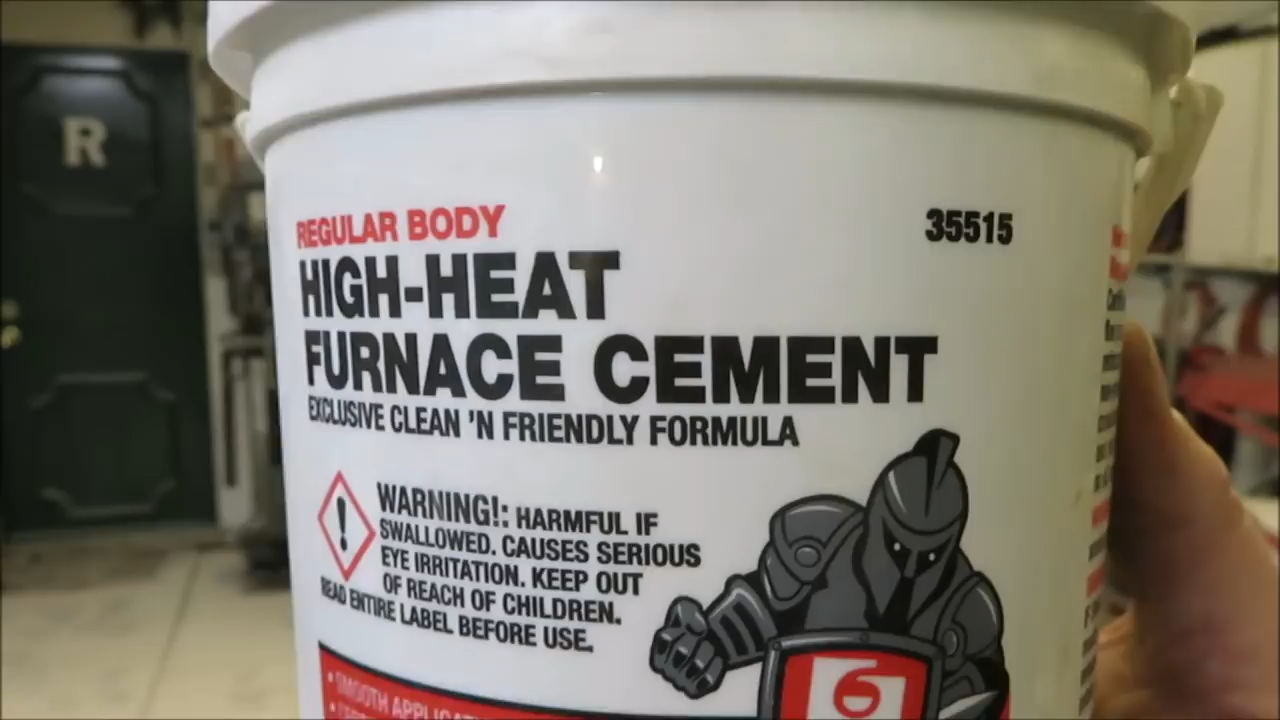 R
REGULAR BODY
35515
HIGH-HEAT
FURNACE CEMENT
EXCLUSIVE CLEAN 'N FRIENDLY FORMULA
WARNING!: HARMFUL IF
SWALLOWED. CAUSES SERIOUS
EYE IRRITATION. KEEP OUT
OF REACH OF CHILDREN.
READ ENTIRE LABEL BEFORE USE.
• SMOOTH